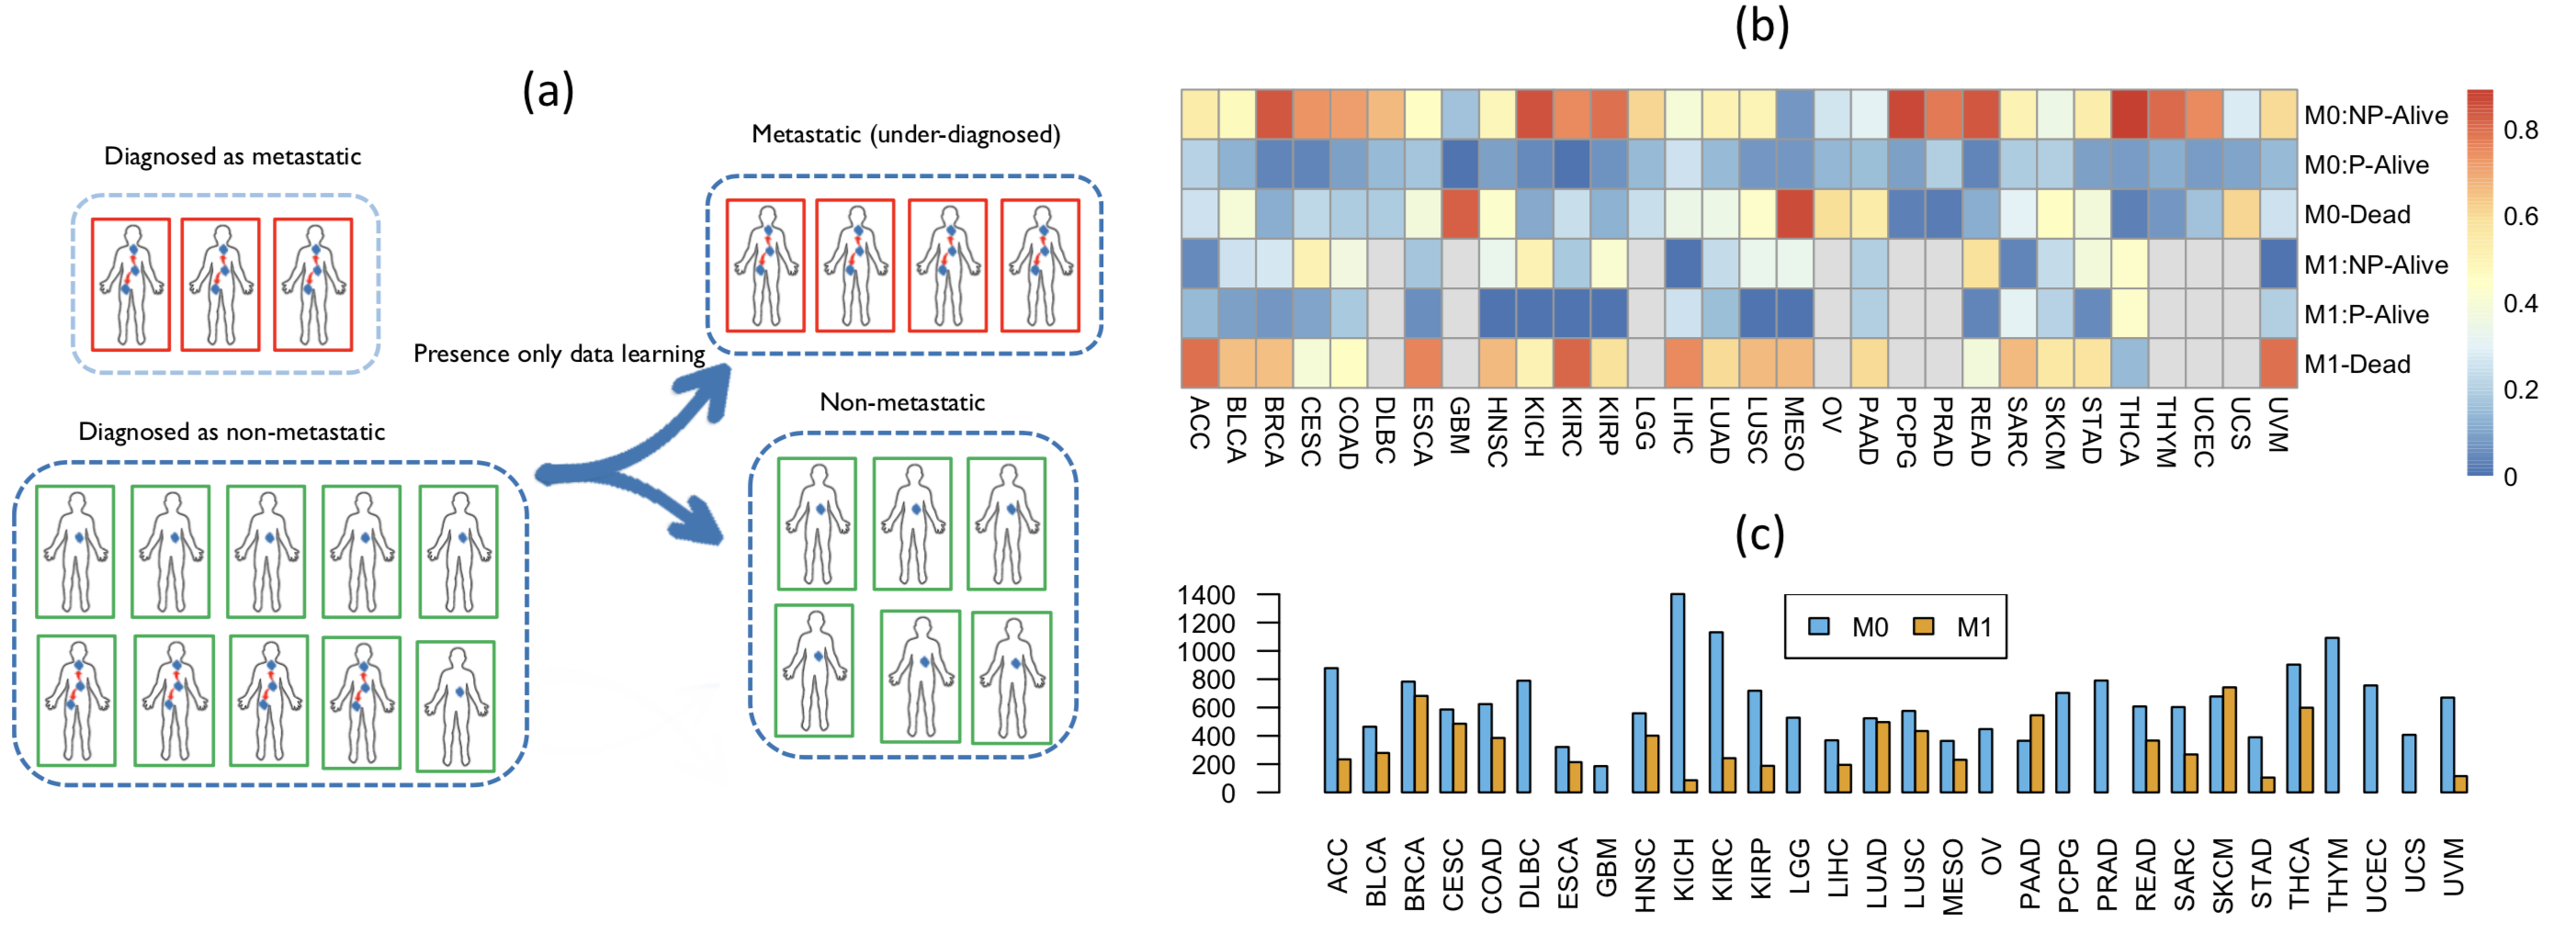 (a)
Diagnosed as metastatic
Metastatic (under-diagnosed)
Presence only data learning
Diagnosed as non-metastatic
Non-metastatic
(b)
M0:NP-Alive
M0:P-Alive
M0-Dead
M1:NP-Alive
M1:P-Alive
M1-Dead
0.8
0.6
0.4
0.2
0
ACC
BLCA
BRCA
CESC
COAD
DLBC
ESCA
GBM
HNSC
KICH
KIRC
KIRP
LGG
LIHC
LUAD
LUSC
MESO
OV
PAAD
PCPG
PRAD
READ
SARC
SKCM
STAD
THCA
THYM
UCEC
UCS
UVM
(c)
1400
1200
1000
800
600
400
200
0
M0
M1
ACC
BLCA
BRCA
CESC
COAD
DLBC
ESCA
GBM
HNSC
KICH
KIRC
KIRP
LGG
LIHC
LUAD
LUSC
MESO
OV
PAAD
PCPG
PRAD
READ
SARC
SKCM
STAD
THCA
THYM
UCEC
UCS
UVM